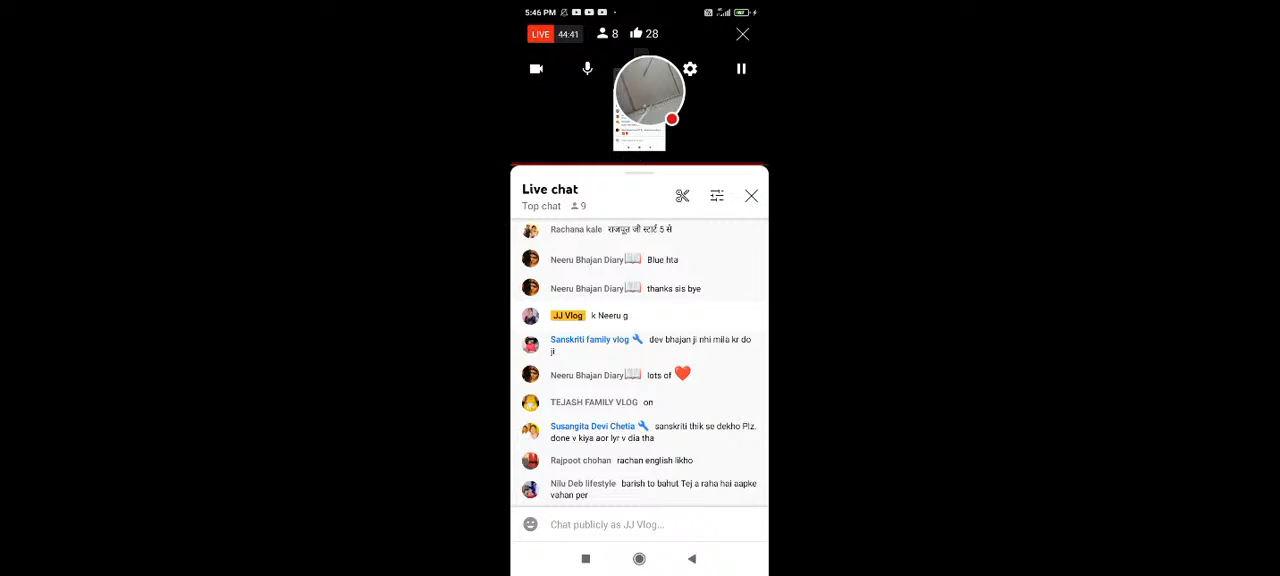 5:46 PM
LIVE 44:41 8 28
Live chat
Top chat 9
Rachana kale राजपूत जी स्टार्ट 5 से
Neeru Bhajan Diary📖 Blue hta
Neeru Bhajan Diary📖 thanks sis bye
JJ Vlog k Neeru g
Sanskriti family vlog dev bhajan ji nhi mila kr do
ji
Neeru Bhajan Diary📖 lots of ❤️
TEJASH FAMILY VLOG on
Susangita Devi Chetia sanskriti thik se dekho Plz.
done v kiya aor lyr v dia tha
Rajpoot chohan rachan english likho
Nilu Deb lifestyle barish to bahut Tej a raha hai aapke
vahan per
Chat publicly as JJ Vlog...